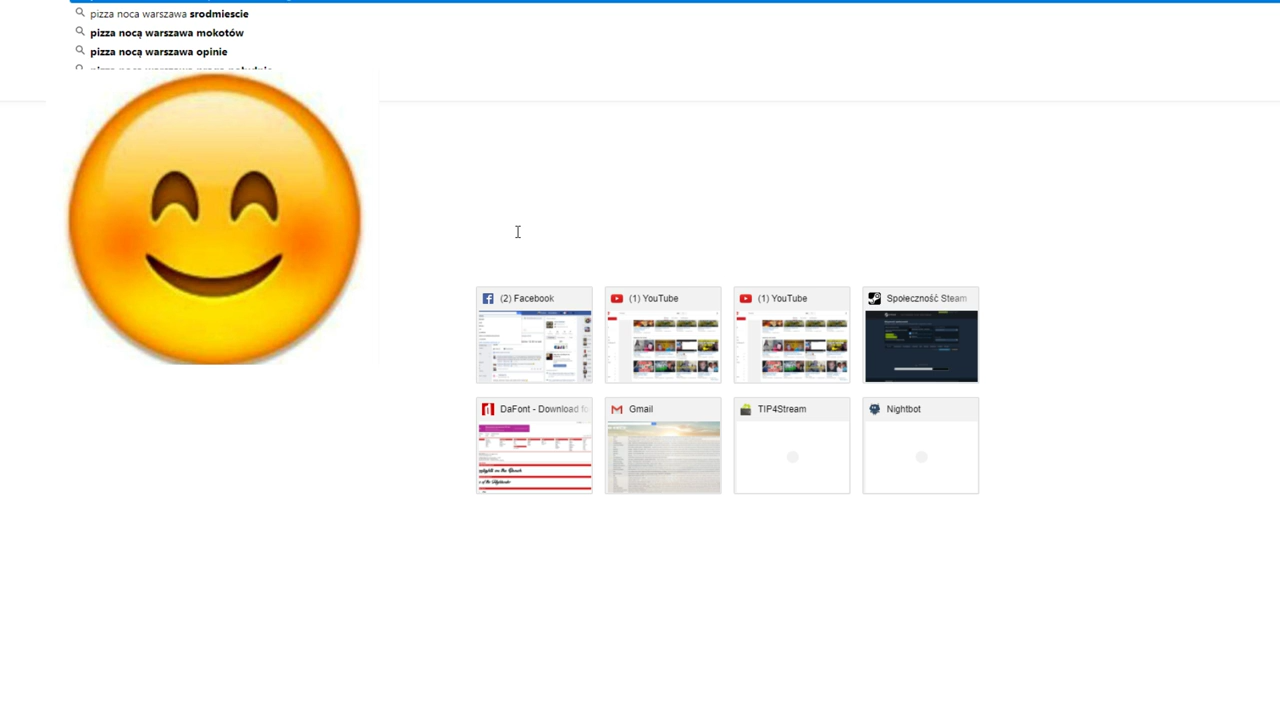 pizza noca warszawa srodmiescie
pizza nocą warszawa mokotów
pizza nocą warszawa opinie
(2) Facebook
(1) YouTube
(1) YouTube
Społeczność Steam
DaFont - Download fo
Gmail
TIP4Stream
Nightbot